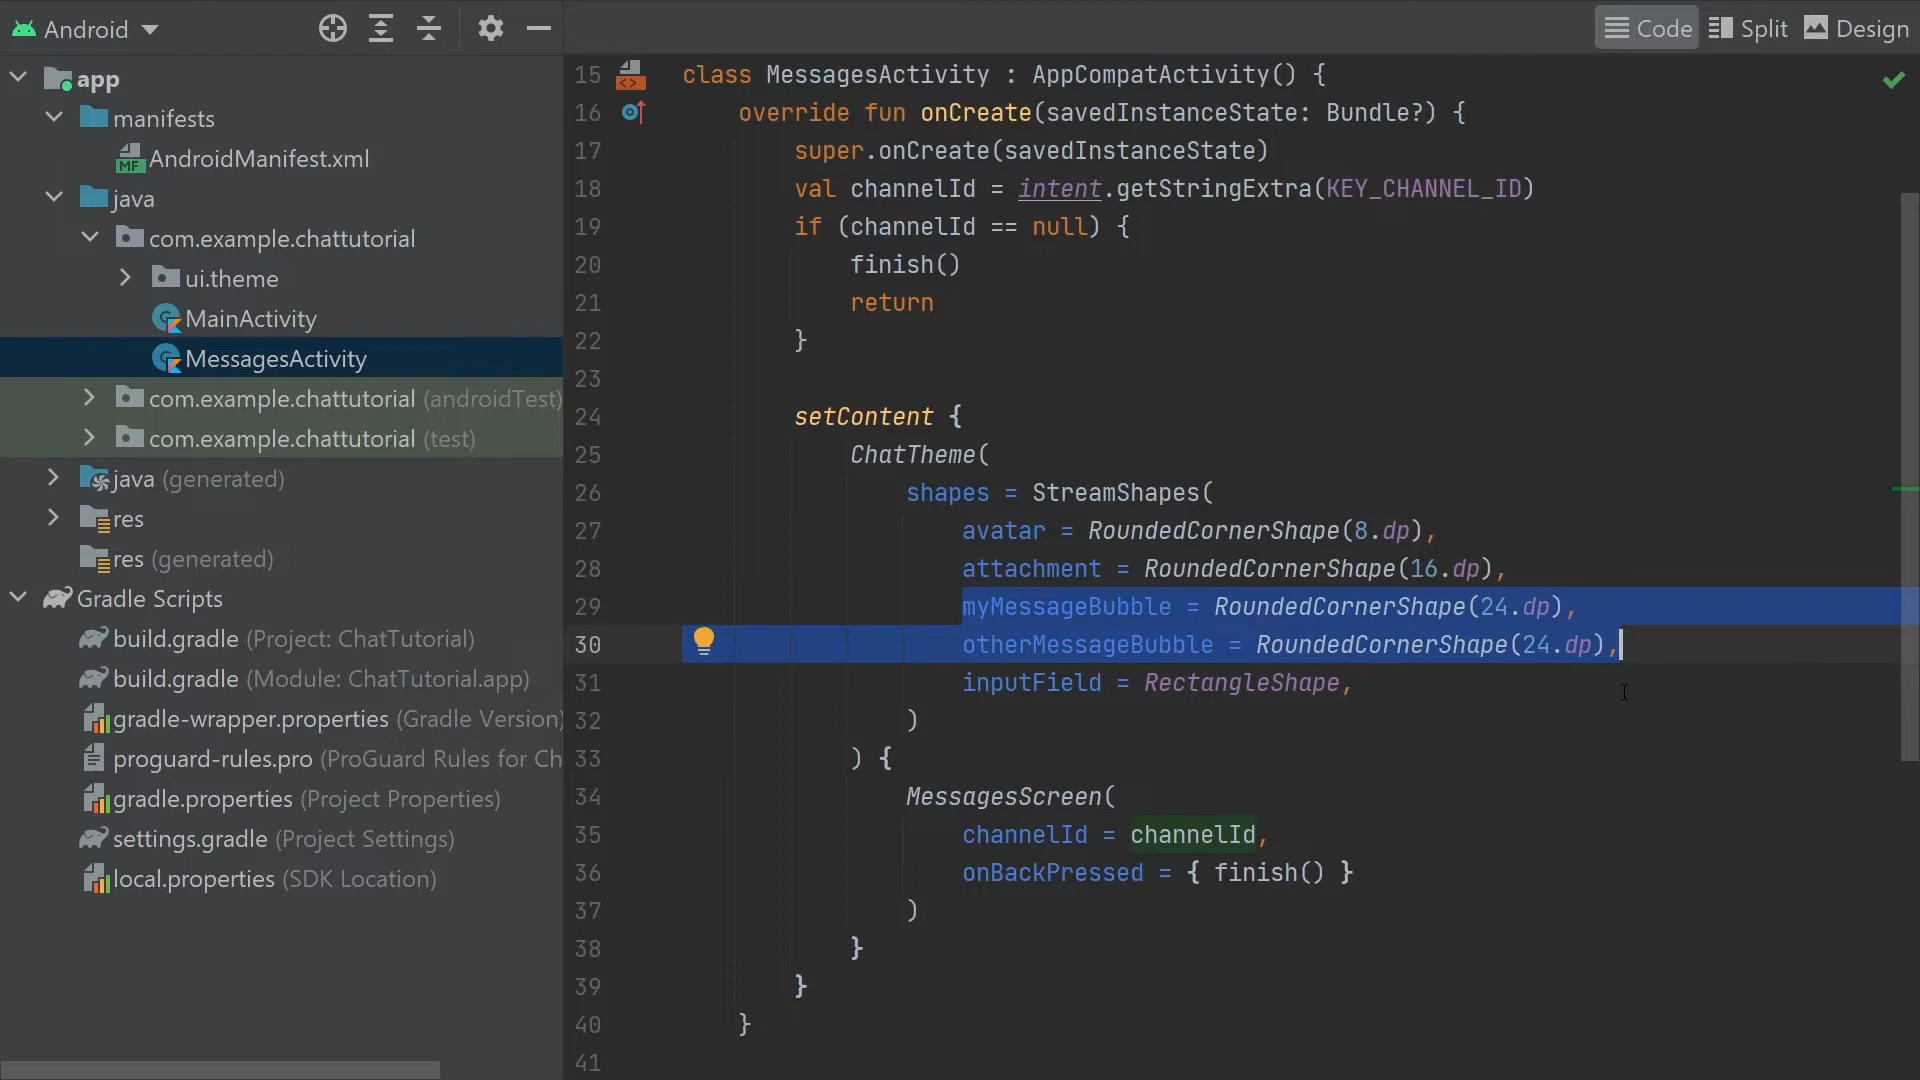 Android
Code
Split
Design
app
manifests
MF
AndroidManifest.xml
java
com.example.chattutorial
ui.theme
MainActivity
MessagesActivity
com.example.chattutorial (androidTest)
com.example.chattutorial (test)
java (generated)
res
res (generated)
Gradle Scripts
build.gradle (Project: ChatTutorial)
build.gradle (Module: ChatTutorial.app)
gradle-wrapper.properties (Gradle Version)
proguard-rules.pro (ProGuard Rules for Ch
gradle.properties (Project Properties)
settings.gradle (Project Settings)
local.properties (SDK Location)
15 class MessagesActivity : AppCompatActivity() {
16 override fun onCreate(savedInstanceState: Bundle?) {
17 super.onCreate(savedInstanceState)
18 val channelId = intent.getStringExtra(KEY_CHANNEL_ID)
19 if (channelId == null) {
20 finish()
21 return
22 }
23
24 setContent {
25 ChatTheme(
26 shapes = StreamShapes(
27 avatar = RoundedCornerShape(8.dp),
28 attachment = RoundedCornerShape(16.dp),
29 myMessageBubble = RoundedCornerShape(24.dp),
30 otherMessageBubble = RoundedCornerShape(24.dp),
31 inputField = RectangleShape,
32 )
33 ) {
34 MessagesScreen(
35 channelId = channelId,
36 onBackPressed = { finish() }
37 )
38 }
39 }
40 }
41